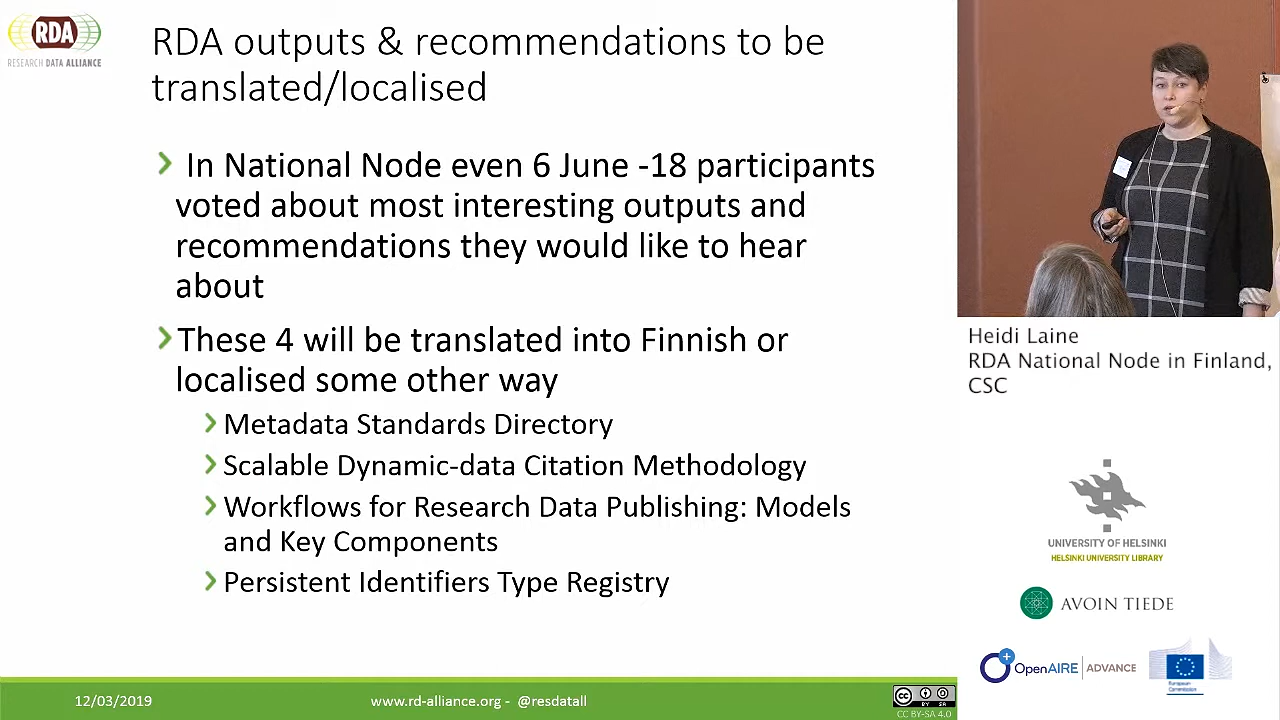 RDA
RESEARCH DATA ALLIANCE
RDA outputs & recommendations to be
translated/localised
In National Node even 6 June -18 participants
voted about most interesting outputs and
recommendations they would like to hear
about
These 4 will be translated into Finnish or
localised some other way
Metadata Standards Directory
Scalable Dynamic-data Citation Methodology
Workflows for Research Data Publishing: Models
and Key Components
Persistent Identifiers Type Registry
12/03/2019
www.rd-alliance.org - @resdatall
cc BY SA
CC BY-SA 4.0
Heidi Laine
RDA National Node in Finland,
CSC
UNIVERSITY OF HELSINKI
HELSINKI UNIVERSITY LIBRARY
AVOIN TIEDE
OpenAIRE ADVANCE
European
Commission